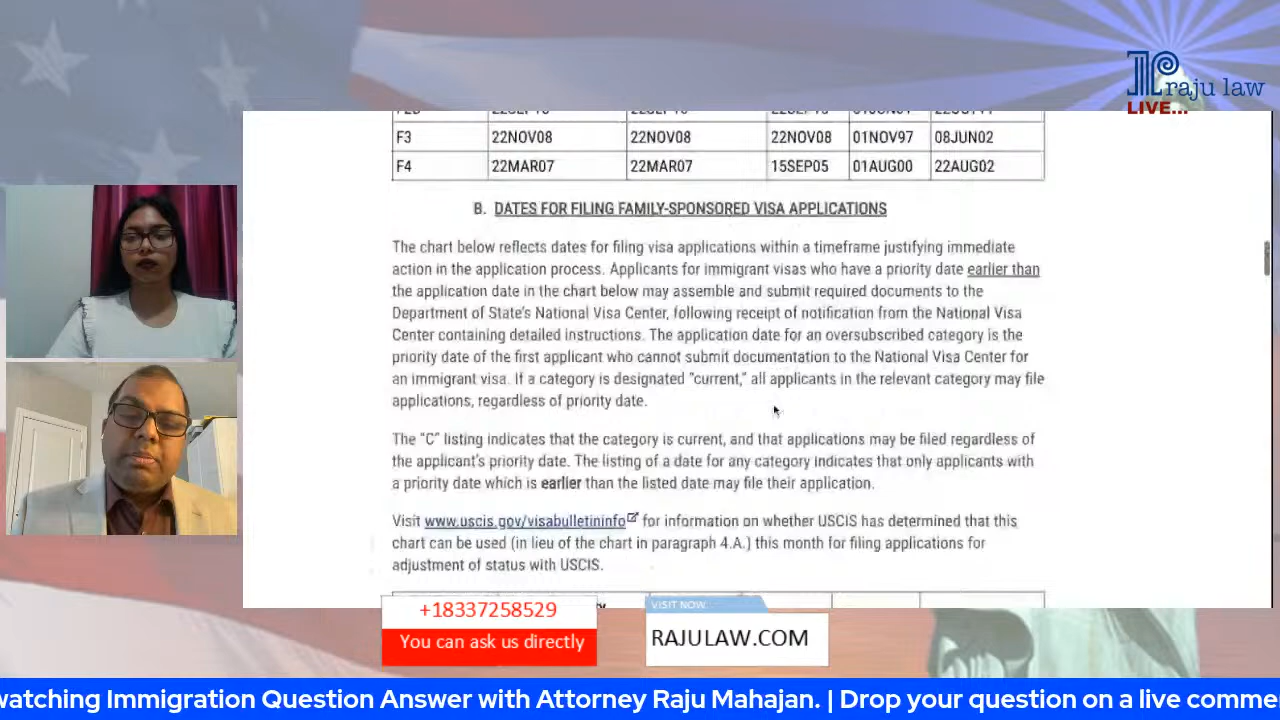 raju law
LIVE...
F3 22NOV08 22NOV08 22NOV08 01NOV97 08JUN02
F4 22MAR07 22MAR07 15SEP05 01AUG00 22AUG02
B. DATES FOR FILING FAMILY-SPONSORED VISA APPLICATIONS
The chart below reflects dates for filing visa applications within a timeframe justifying immediate
action in the application process. Applicants for immigrant visas who have a priority date earlier than
the application date in the chart below may assemble and submit required documents to the
Department of State's National Visa Center, following receipt of notification from the National Visa
Center containing detailed instructions. The application date for an oversubscribed category is the
priority date of the first applicant who cannot submit documentation to the National Visa Center for
an immigrant visa. If a category is designated "current," all applicants in the relevant category may file
applications, regardless of priority date.
The "C" listing indicates that the category is current, and that applications may be filed regardless of
the applicant's priority date. The listing of a date for any category indicates that only applicants with
a priority date which is earlier than the listed date may file their application.
Visit www.uscis.gov/visabulletininfo for information on whether USCIS has determined that this
chart can be used (in lieu of the chart in paragraph 4.A.) this month for filing applications for
adjustment of status with USCIS.
+18337258529
You can ask us directly
VISIT NOW
RAJULAW.COM
watching Immigration Question Answer with Attorney Raju Mahajan. | Drop your question on a live comme